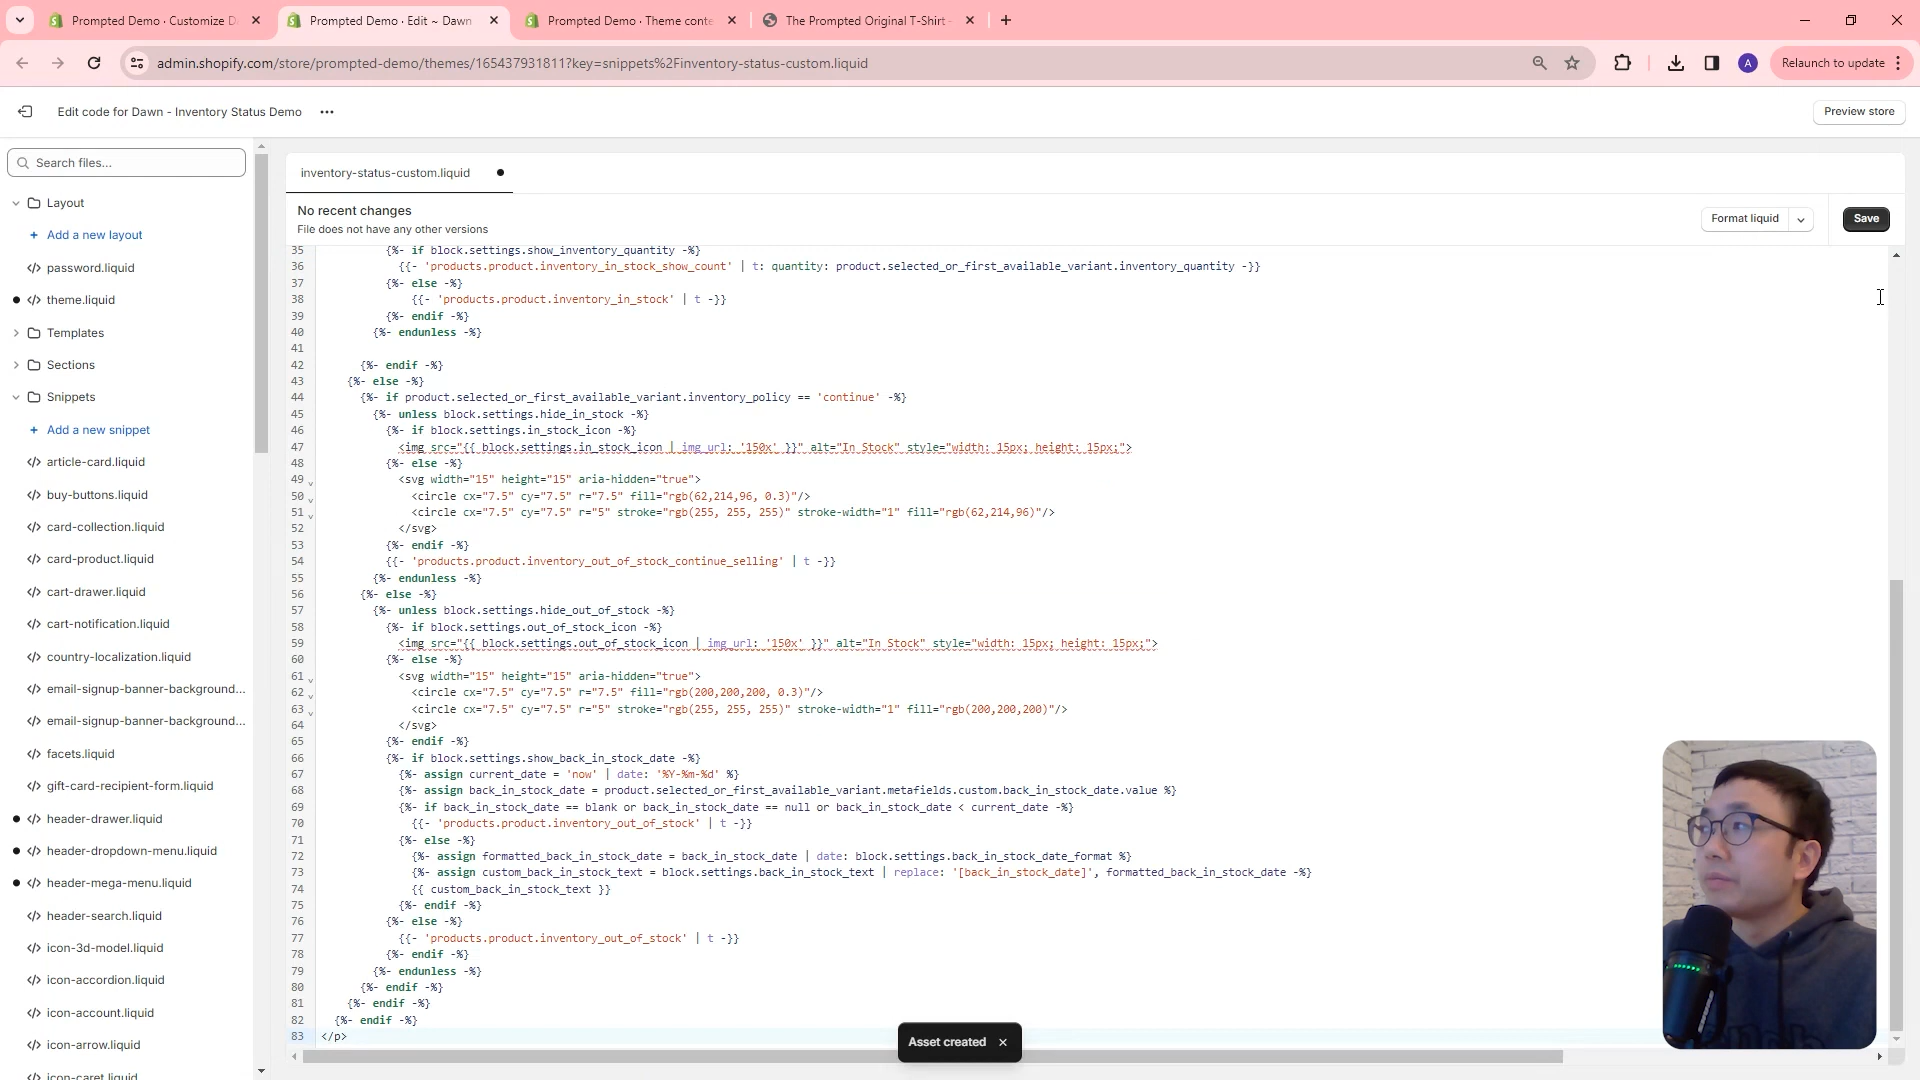 Prompted Demo · Customize D
Prompted Demo · Edit ~ Dawn
Prompted Demo · Theme conte
The Prompted Original T-Shirt -
admin.shopify.com/store/prompted-demo/themes/165437931811?key=snippets%2Finventory-status-custom.liquid
A
Relaunch to update
Edit code for Dawn - Inventory Status Demo
Preview store
Search files...
Layout
+ Add a new layout
</> password.liquid
</> theme.liquid
Templates
Sections
Snippets
+ Add a new snippet
</> article-card.liquid
</> buy-buttons.liquid
</> card-collection.liquid
</> card-product.liquid
</> cart-drawer.liquid
</> cart-notification.liquid
</> country-localization.liquid
</> email-signup-banner-background...
</> email-signup-banner-background...
</> facets.liquid
</> gift-card-recipient-form.liquid
</> header-drawer.liquid
</> header-dropdown-menu.liquid
</> header-mega-menu.liquid
</> header-search.liquid
</> icon-3d-model.liquid
</> icon-accordion.liquid
</> icon-account.liquid
</> icon-arrow.liquid
</> icon-caret.liquid
inventory-status-custom.liquid
No recent changes
File does not have any other versions
Format liquid
Save
35 {%- if block.settings.show_inventory_quantity -%}
36 {{- 'products.product.inventory_in_stock_show_count' | t: quantity: product.selected_or_first_available_variant.inventory_quantity -}}
37 {%- else -%}
38 {{- 'products.product.inventory_in_stock' | t -}}
39 {%- endif -%}
40 {%- endunless -%}
41
42 {%- endif -%}
43 {%- else -%}
44 {%- if product.selected_or_first_available_variant.inventory_policy == 'continue' -%}
45 {%- unless block.settings.hide_in_stock -%}
46 {%- if block.settings.in_stock_icon -%}
47 <img src="{{ block.settings.in_stock_icon | img_url: '150x' }}" alt="In Stock" style="width: 15px; height: 15px;">
48 {%- else -%}
49 <svg width="15" height="15" aria-hidden="true">
50 <circle cx="7.5" cy="7.5" r="7.5" fill="rgb(62,214,96, 0.3)"/>
51 <circle cx="7.5" cy="7.5" r="5" stroke="rgb(255, 255, 255)" stroke-width="1" fill="rgb(62,214,96)"/>
52 </svg>
53 {%- endif -%}
54 {{- 'products.product.inventory_out_of_stock_continue_selling' | t -}}
55 {%- endunless -%}
56 {%- else -%}
57 {%- unless block.settings.hide_out_of_stock -%}
58 {%- if block.settings.out_of_stock_icon -%}
59 <img src="{{ block.settings.out_of_stock_icon | img_url: '150x' }}" alt="In Stock" style="width: 15px; height: 15px;">
60 {%- else -%}
61 <svg width="15" height="15" aria-hidden="true">
62 <circle cx="7.5" cy="7.5" r="7.5" fill="rgb(200,200,200, 0.3)"/>
63 <circle cx="7.5" cy="7.5" r="5" stroke="rgb(255, 255, 255)" stroke-width="1" fill="rgb(200,200,200)"/>
64 </svg>
65 {%- endif -%}
66 {%- if block.settings.show_back_in_stock_date -%}
67 {%- assign current_date = 'now' | date: '%Y-%m-%d' %}
68 {%- assign back_in_stock_date = product.selected_or_first_available_variant.metafields.custom.back_in_stock_date.value %}
69 {%- if back_in_stock_date == blank or back_in_stock_date == null or back_in_stock_date < current_date -%}
70 {{- 'products.product.inventory_out_of_stock' | t -}}
71 {%- else -%}
72 {%- assign formatted_back_in_stock_date = back_in_stock_date | date: block.settings.back_in_stock_date_format %}
73 {%- assign custom_back_in_stock_text = block.settings.back_in_stock_text | replace: '[back_in_stock_date]', formatted_back_in_stock_date -%}
74 {{ custom_back_in_stock_text }}
75 {%- endif -%}
76 {%- else -%}
77 {{- 'products.product.inventory_out_of_stock' | t -}}
78 {%- endif -%}
79 {%- endunless -%}
80 {%- endif -%}
81 {%- endif -%}
82 {%- endif -%}
83 </p>
Asset created